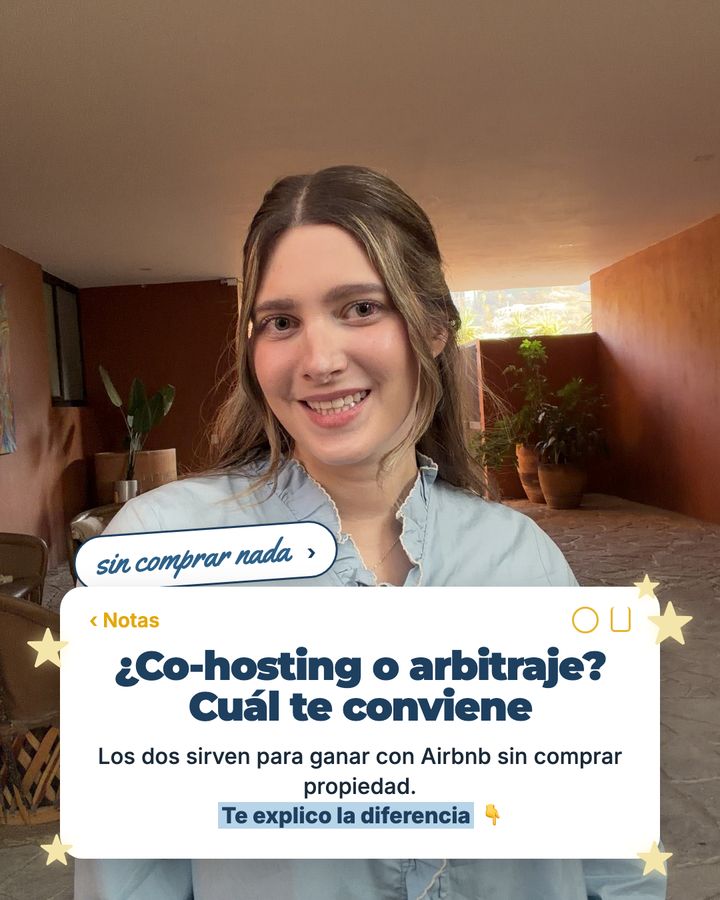 sin comprar nada ›
‹ Notas
¿Co-hosting o arbitraje?
Cuál te conviene
Los dos sirven para ganar con Airbnb sin comprar
propiedad.
Te explico la diferencia 👇